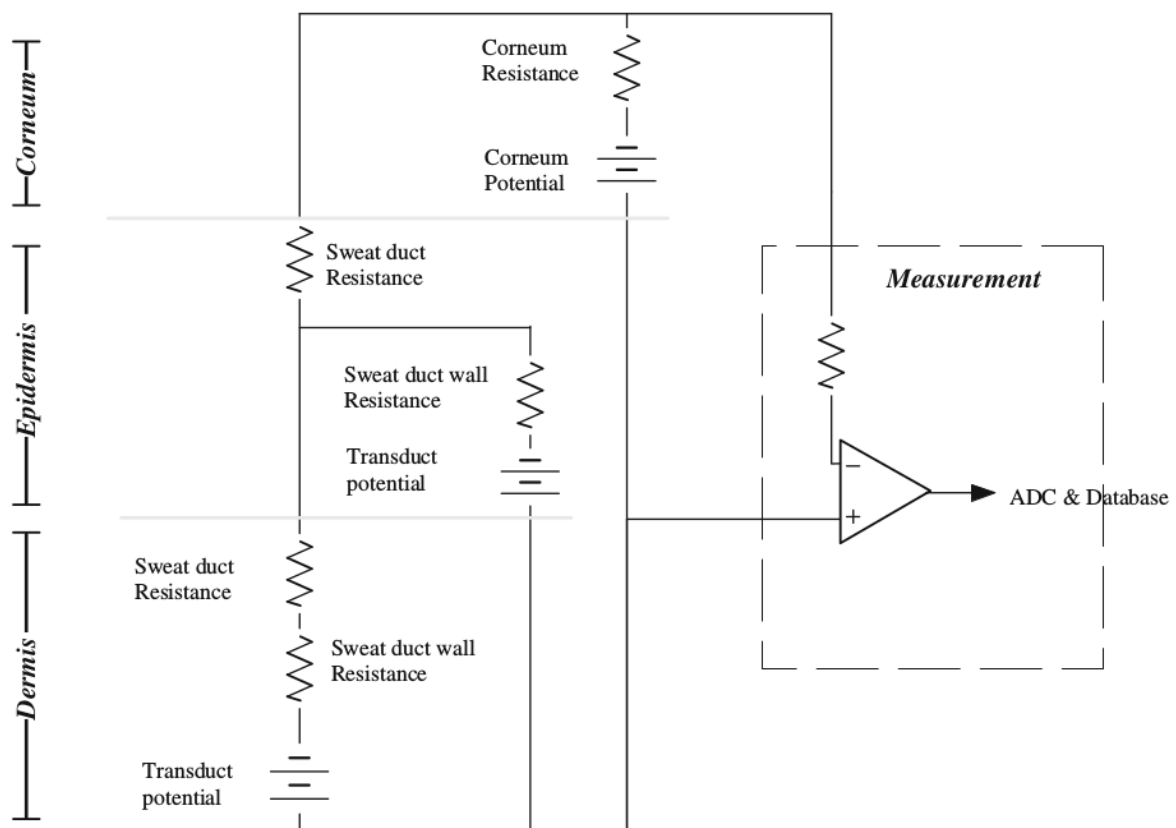 Corneum
Corneum
Resistance
Corneum
Potential
Epidermis
Sweat duct
Resistance
Measurement
Sweat duct wall
Resistance
Transduct
potential
−
+
ADC & Database
Dermis
Sweat duct
Resistance
Sweat duct wall
Resistance
Transduct
potential